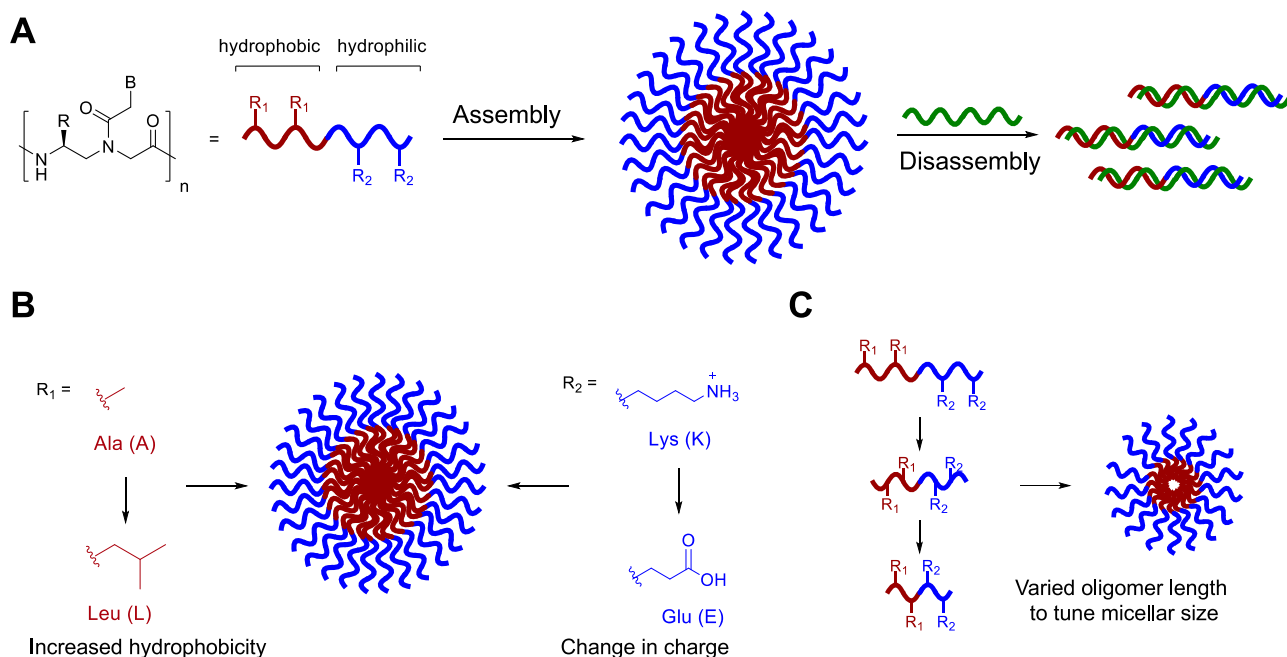 A
hydrophobic hydrophilic
B
O
R
O
N
N
H
n
=
R1 R1
R2 R2
Assembly
Disassembly
B
R1 =
Ala (A)
Leu (L)
Increased hydrophobicity
R2 =
+
NH3
Lys (K)
O
OH
Glu (E)
Change in charge
C
R1 R1
R2 R2
R1 R2
R1 R2
R1 R2
R1 R2
Varied oligomer length
to tune micellar size